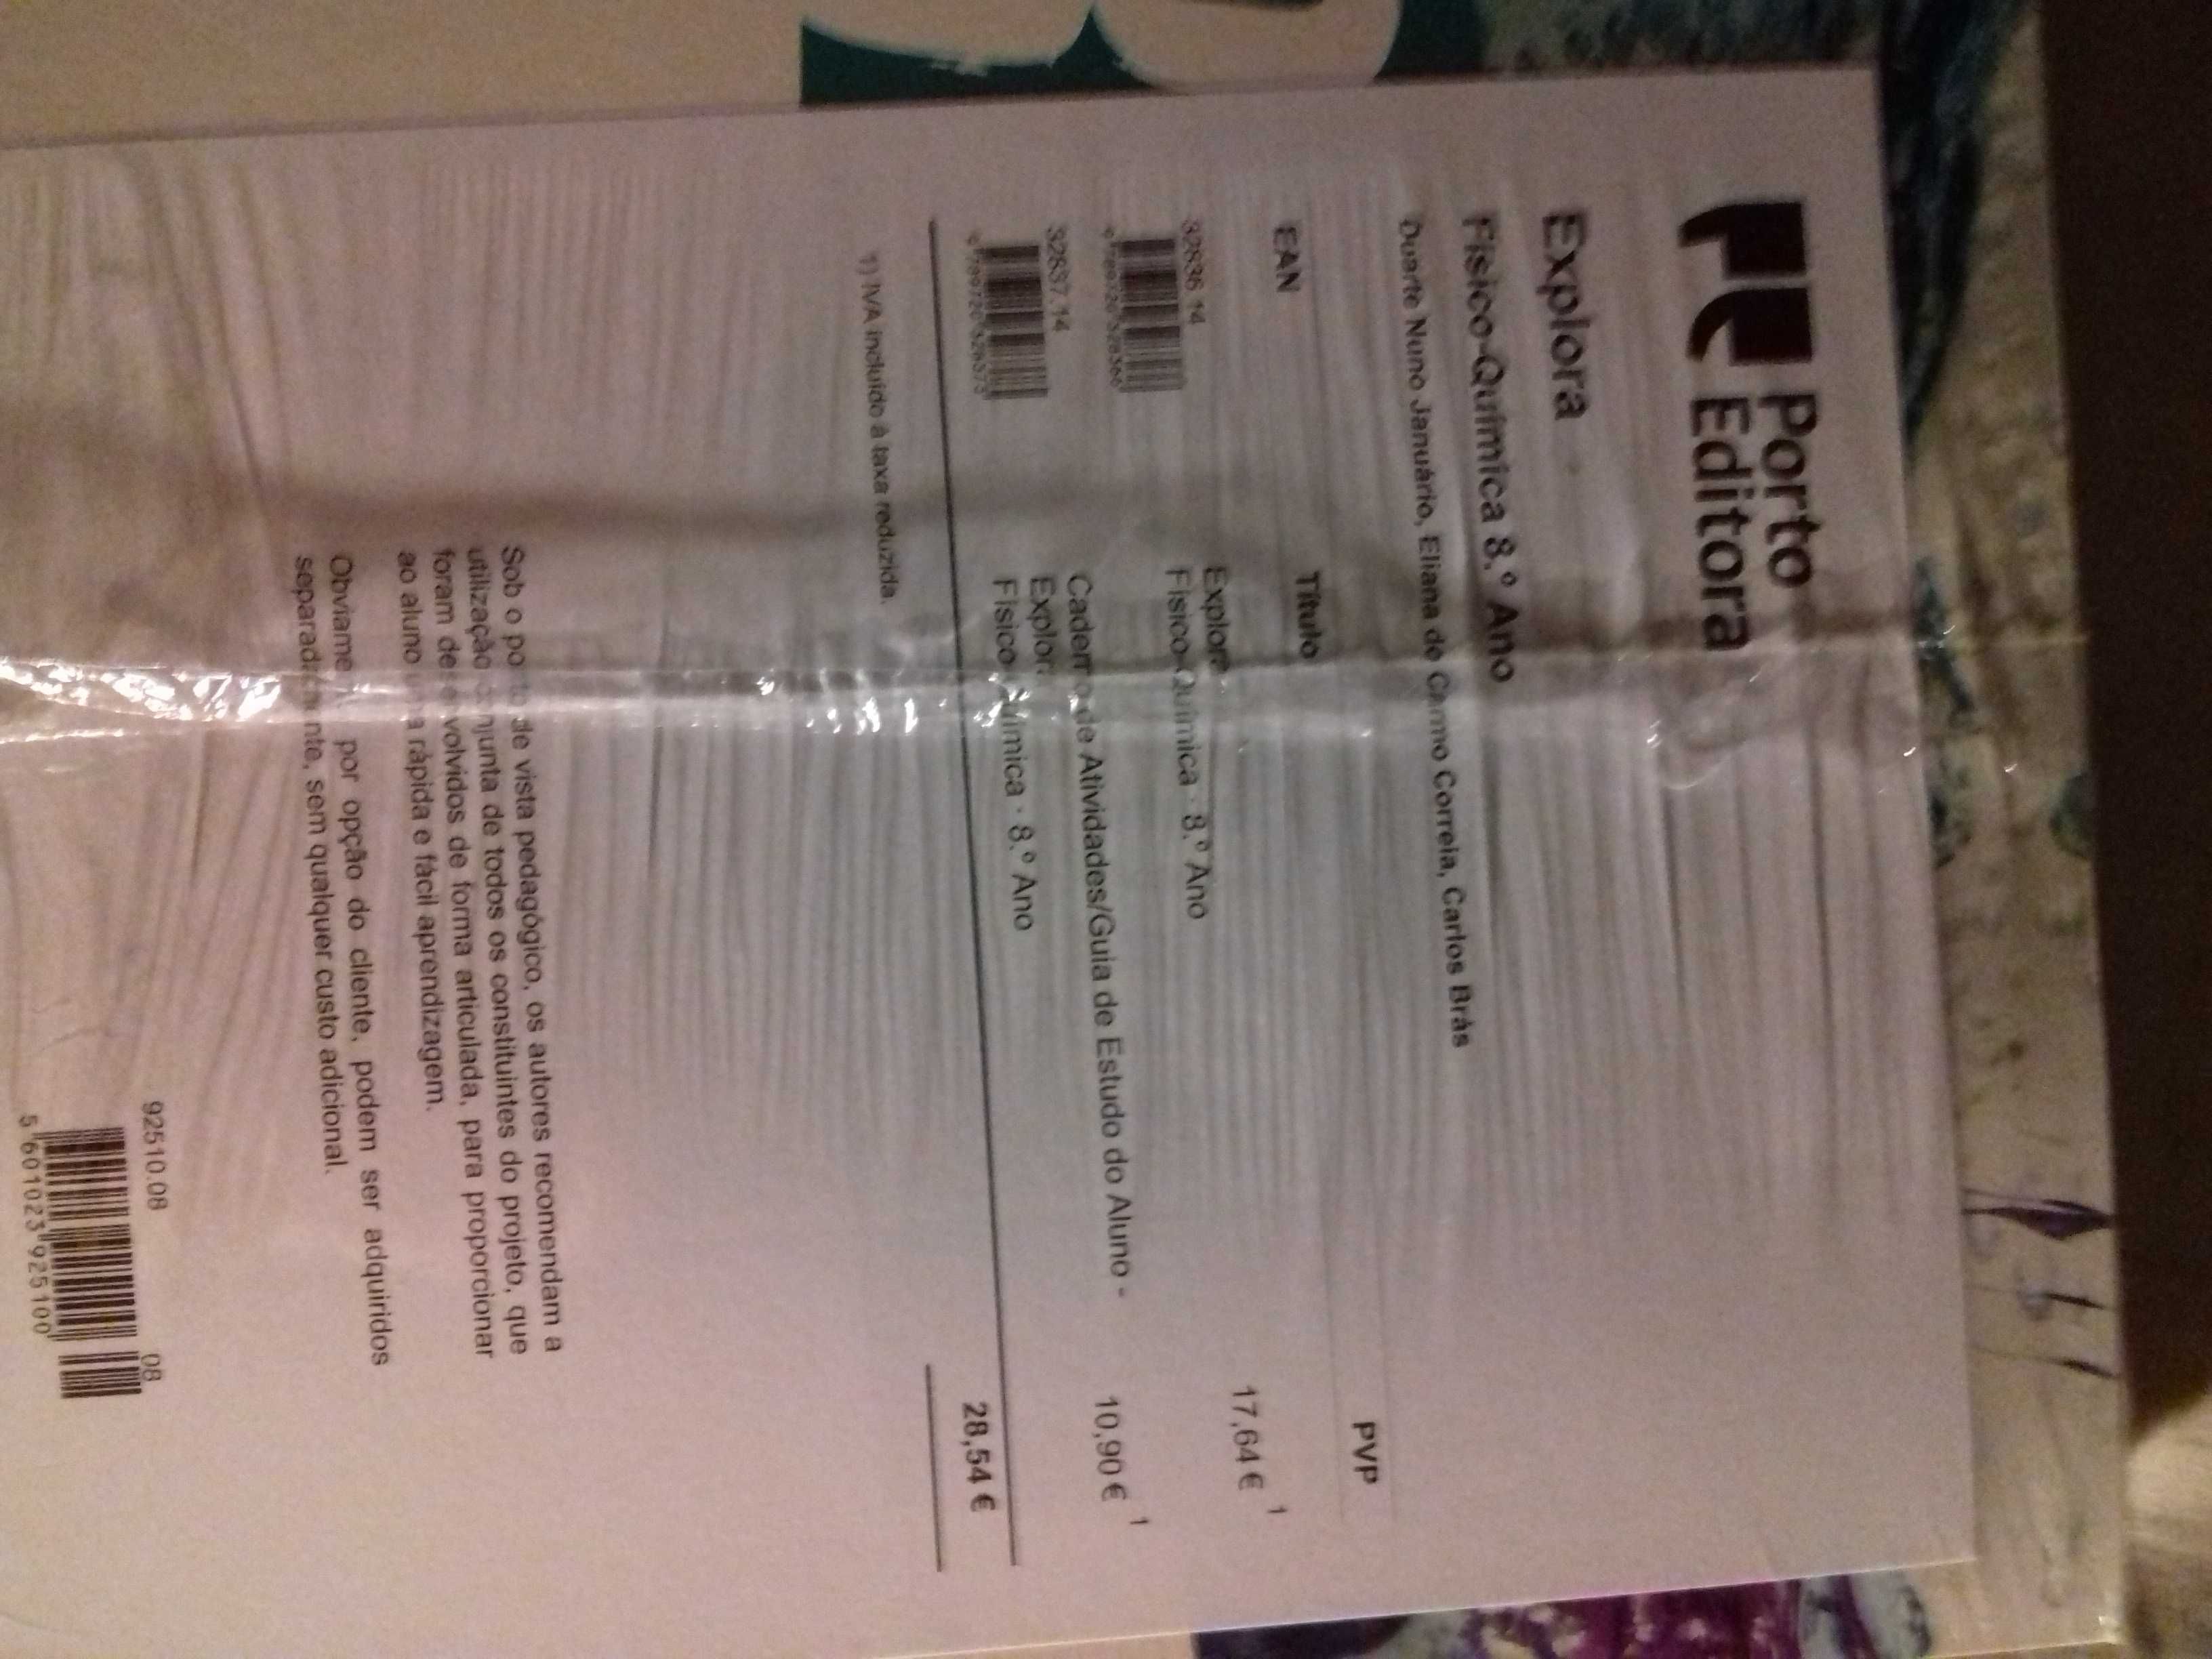 Porto
Editora
Explora
Físico-Química 8.º Ano
Duarte Nuno Januário, Eliana do Carmo Correia, Carlos Brás
EAN Título PVP
32636.14
Explora
Físico-Química · 8.º Ano 17,64 € 1
32637.14
Caderno de Atividades/Guia de Estudo do Aluno -
Explora
Físico-Química · 8.º Ano 10,90 € 1
28,54 €
1) IVA incluído à taxa reduzida.
Sob o ponto de vista pedagógico, os autores recomendam a
utilização conjunta de todos os constituintes do projeto, que
foram desenvolvidos de forma articulada, para proporcionar
ao aluno uma rápida e fácil aprendizagem.
Obviamente, por opção do cliente, podem ser adquiridos
separadamente, sem qualquer custo adicional.
92510.08 08
5 601023 925100